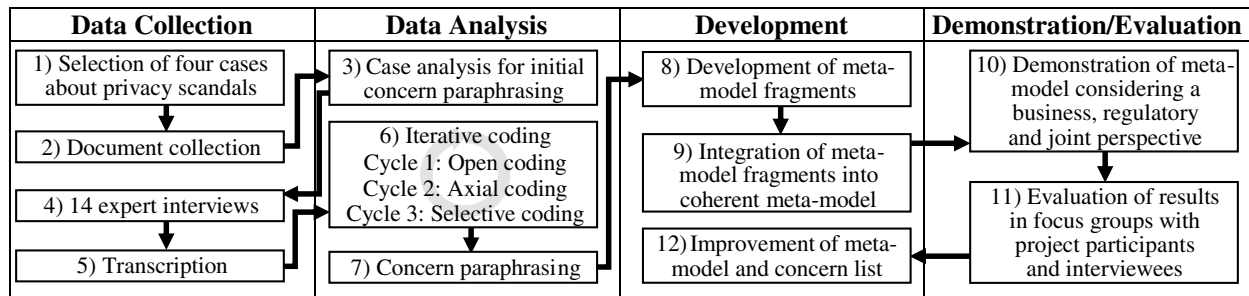 Data Collection
1) Selection of four cases
about privacy scandals
2) Document collection
4) 14 expert interviews
5) Transcription
Data Analysis
3) Case analysis for initial
concern paraphrasing
6) Iterative coding
Cycle 1: Open coding
Cycle 2: Axial coding
Cycle 3: Selective coding
7) Concern paraphrasing
Development
8) Development of meta-
model fragments
9) Integration of meta-
model fragments into
coherent meta-model
12) Improvement of meta-
model and concern list
Demonstration/Evaluation
10) Demonstration of meta-
model considering a
business, regulatory
and joint perspective
11) Evaluation of results
in focus groups with
project participants
and interviewees